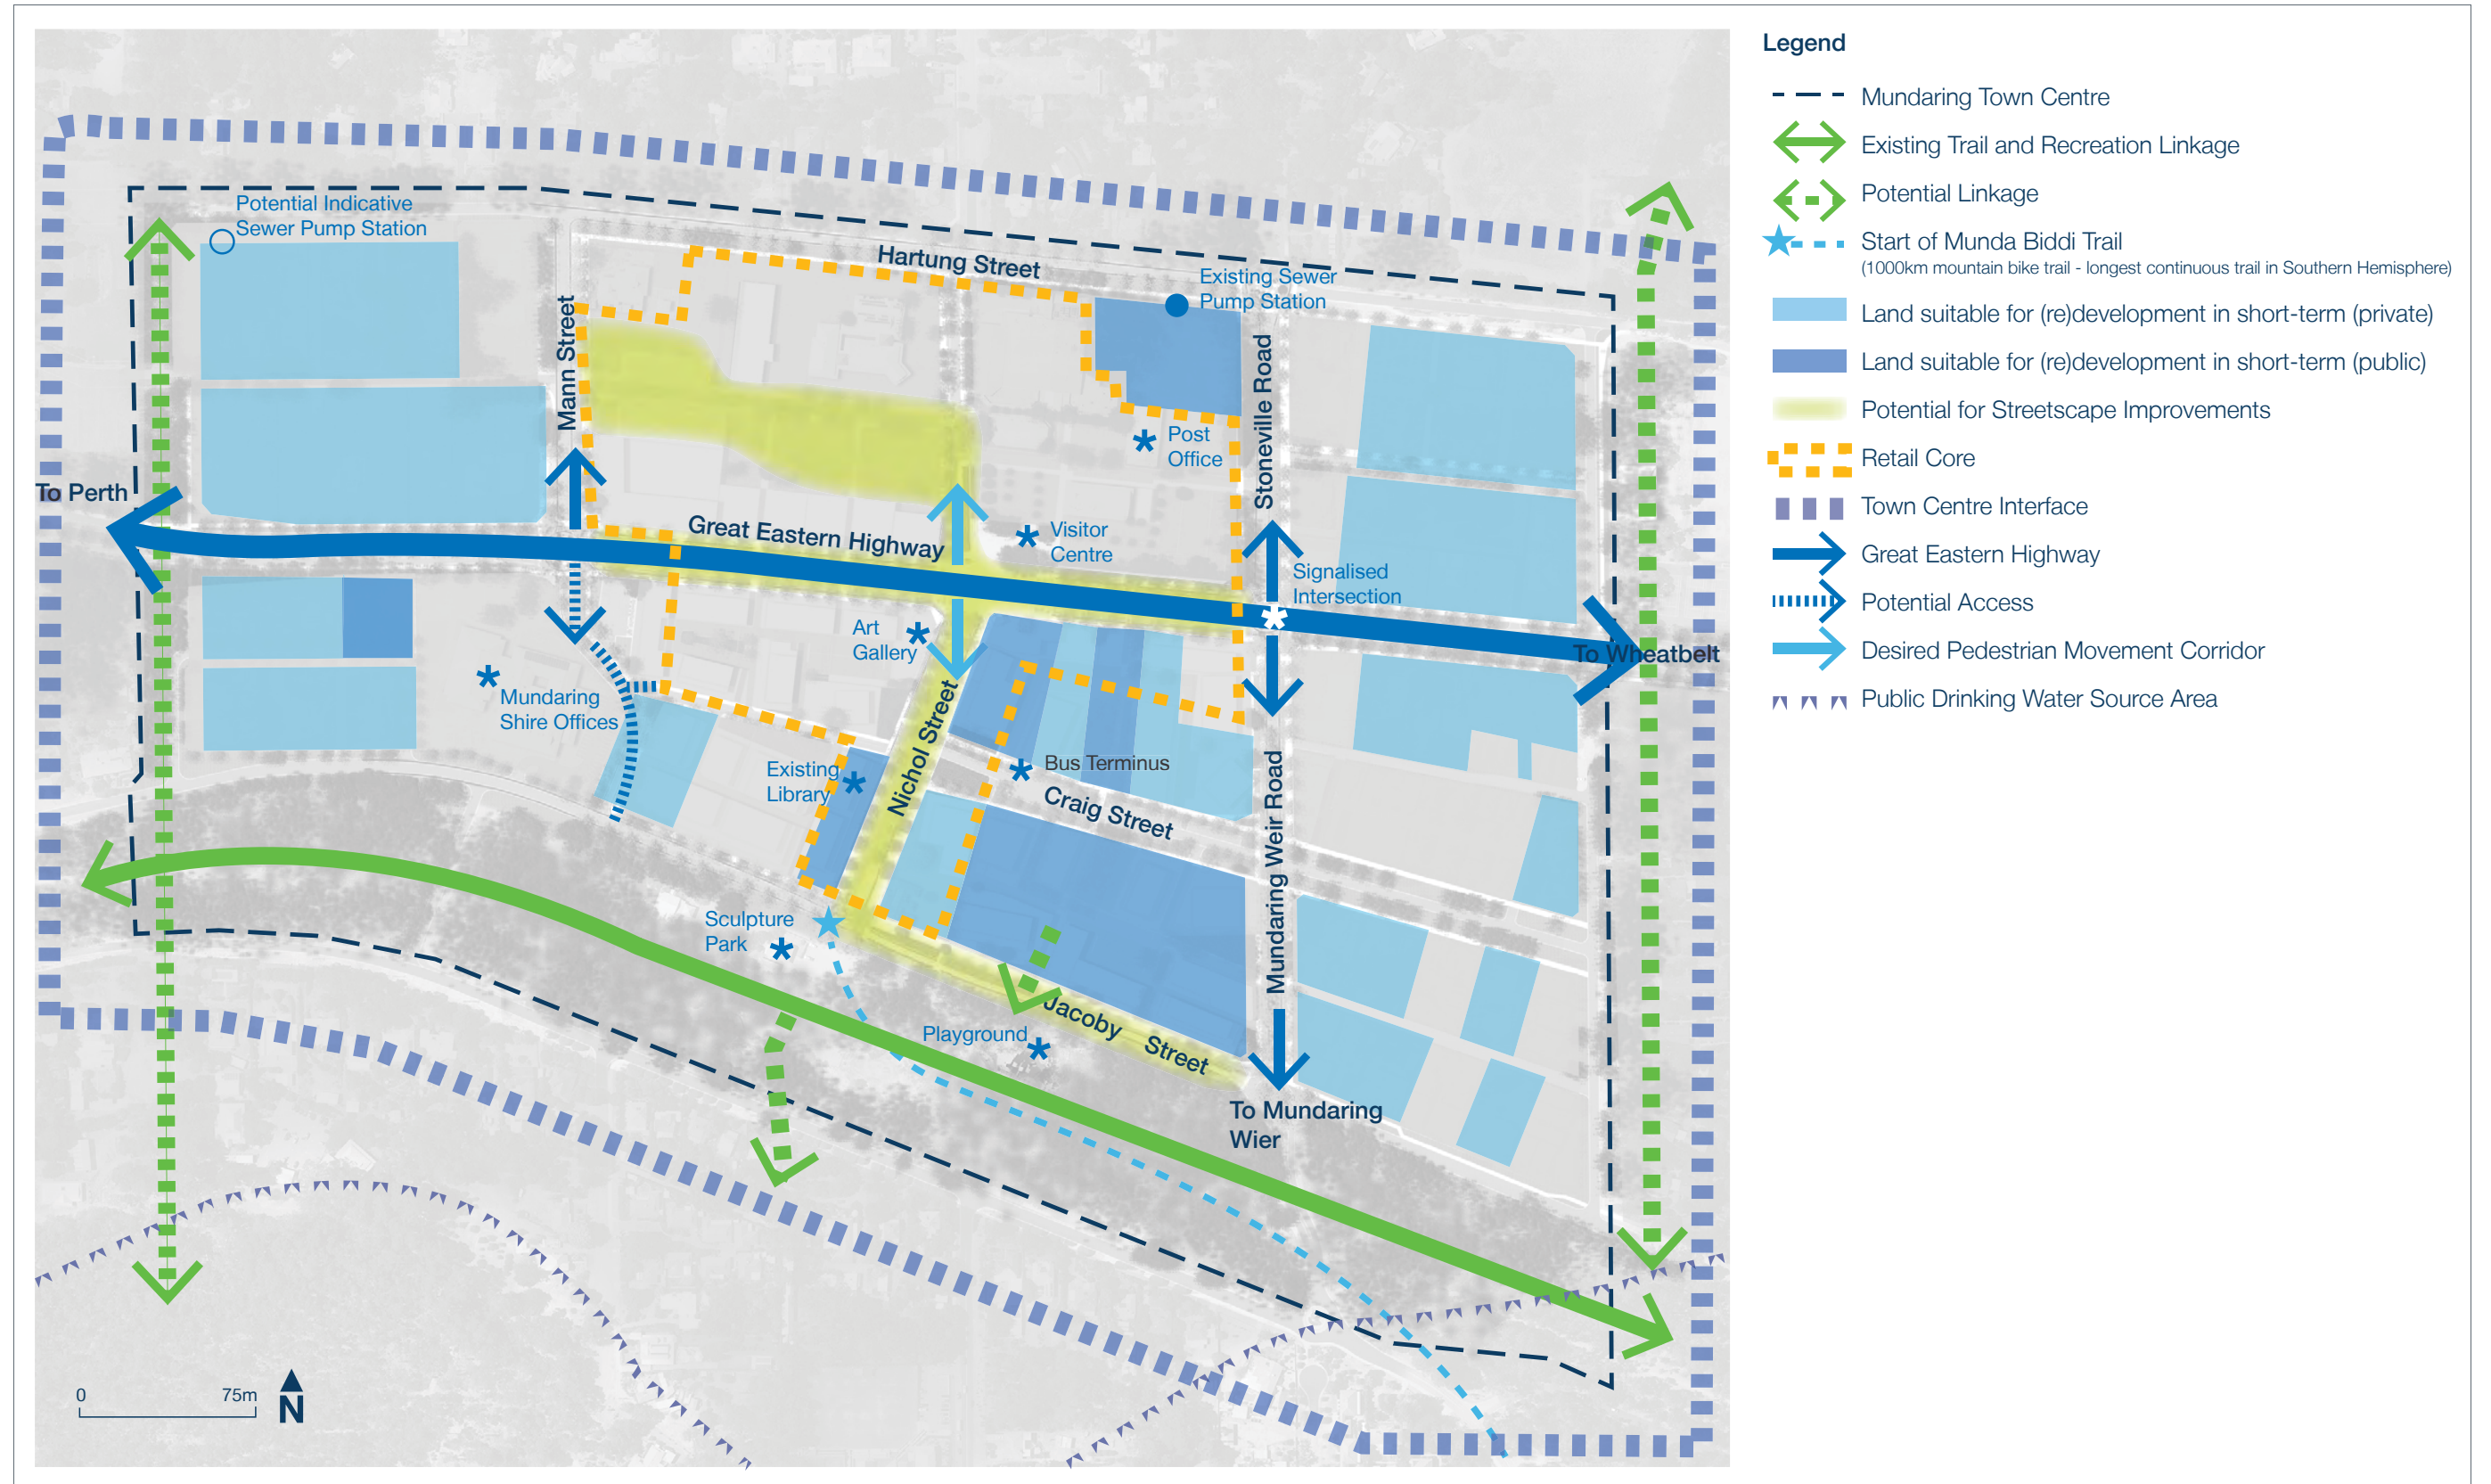 Legend
Mundaring Town Centre
Existing Trail and Recreation Linkage
Potential Linkage
Start of Munda Biddi Trail
(1000km mountain bike trail - longest continuous trail in Southern Hemisphere)
Land suitable for (re)development in short-term (private)
Land suitable for (re)development in short-term (public)
Potential for Streetscape Improvements
Retail Core
Town Centre Interface
Great Eastern Highway
Potential Access
Desired Pedestrian Movement Corridor
Public Drinking Water Source Area
Potential Indicative
Sewer Pump Station
Hartung Street
Existing Sewer
Pump Station
Mann Street
Stoneville Road
Post
Office
To Perth
Great Eastern Highway
Visitor
Centre
Signalised
Intersection
Art
Gallery
To Wheatbelt
Mundaring
Shire Offices
Nichol Street
Existing
Library
Bus Terminus
Craig Street
Mundaring Weir Road
Sculpture
Park
Playground
Jacoby Street
To Mundaring
Wier
0 75m
N